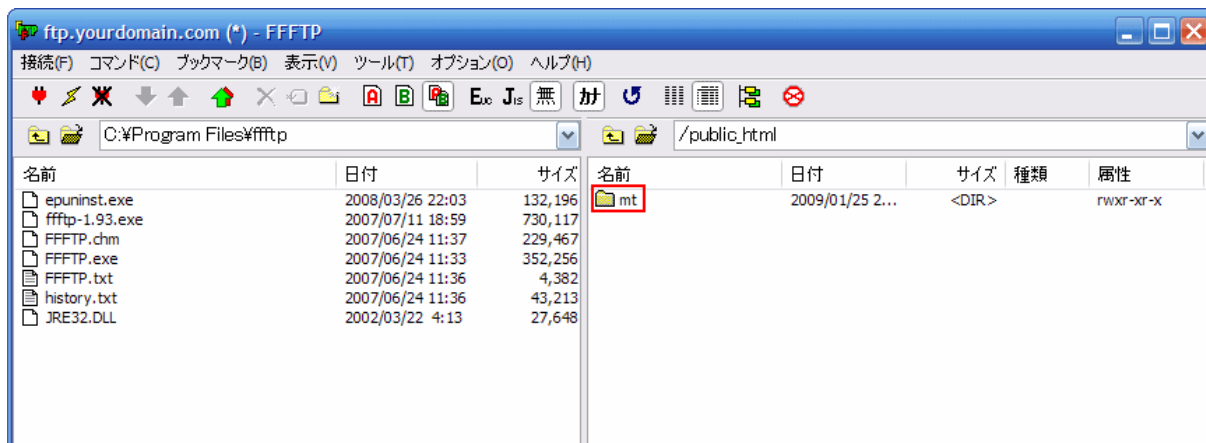 ftp.yourdomain.com (*) - FFFTP
接続(F) コマンド(C) ブックマーク(B) 表示(V) ツール(T) オプション(O) ヘルプ(H)
A B Euc Jis 無 カナ
C:¥Program Files¥ffftp
/public_html
名前 日付 サイズ 名前 日付 サイズ 種類 属性
epuninst.exe 2008/03/26 22:03 132,196 mt 2009/01/25 2... <DIR> rwxr-xr-x
ffftp-1.93.exe 2007/07/11 18:59 730,117
FFFTP.chm 2007/06/24 11:37 229,467
FFFTP.exe 2007/06/24 11:33 352,256
FFFTP.txt 2007/06/24 11:36 4,382
history.txt 2007/06/24 11:36 43,213
JRE32.DLL 2002/03/22 4:13 27,648